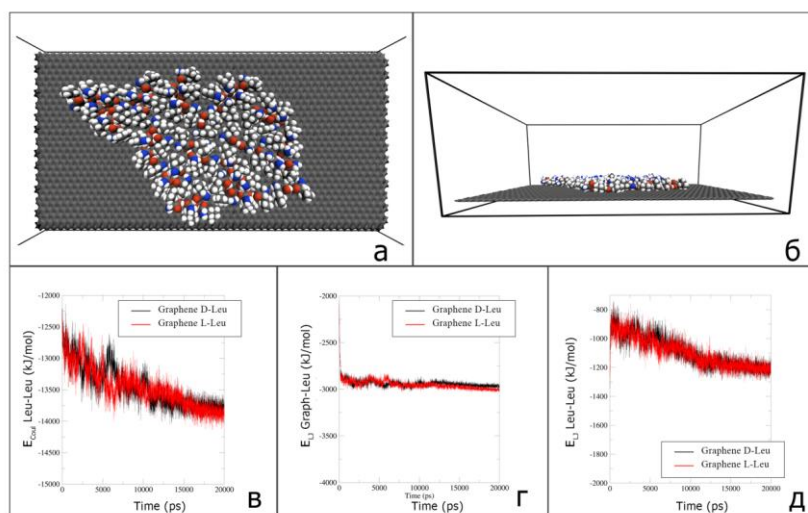 а
б
-12000
-12500
-13000
-13500
-14000
-14500
-15000
0
5000
10000
15000
20000
E_Coul Leu-Leu (kJ/mol)
Time (ps)
Graphene D-Leu
Graphene L-Leu
в
-2000
-3000
-4000
0
5000
10000
15000
20000
E_LJ Graph-Leu (kJ/mol)
Time (ps)
Time (ps)
Graphene D-Leu
Graphene L-Leu
г
-800
-1000
-1200
-1400
-1600
-1800
-2000
0
5000
10000
15000
20000
E_LJ Leu-Leu (kJ/mol)
Time (ps)
Graphene D-Leu
Graphene L-Leu
д